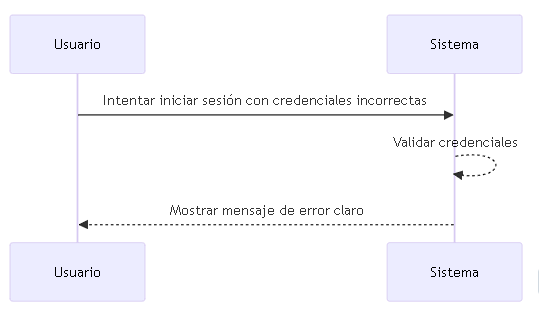 Usuario
Sistema
Intentar iniciar sesión con credenciales incorrectas
Validar credenciales
Mostrar mensaje de error claro
Usuario
Sistema